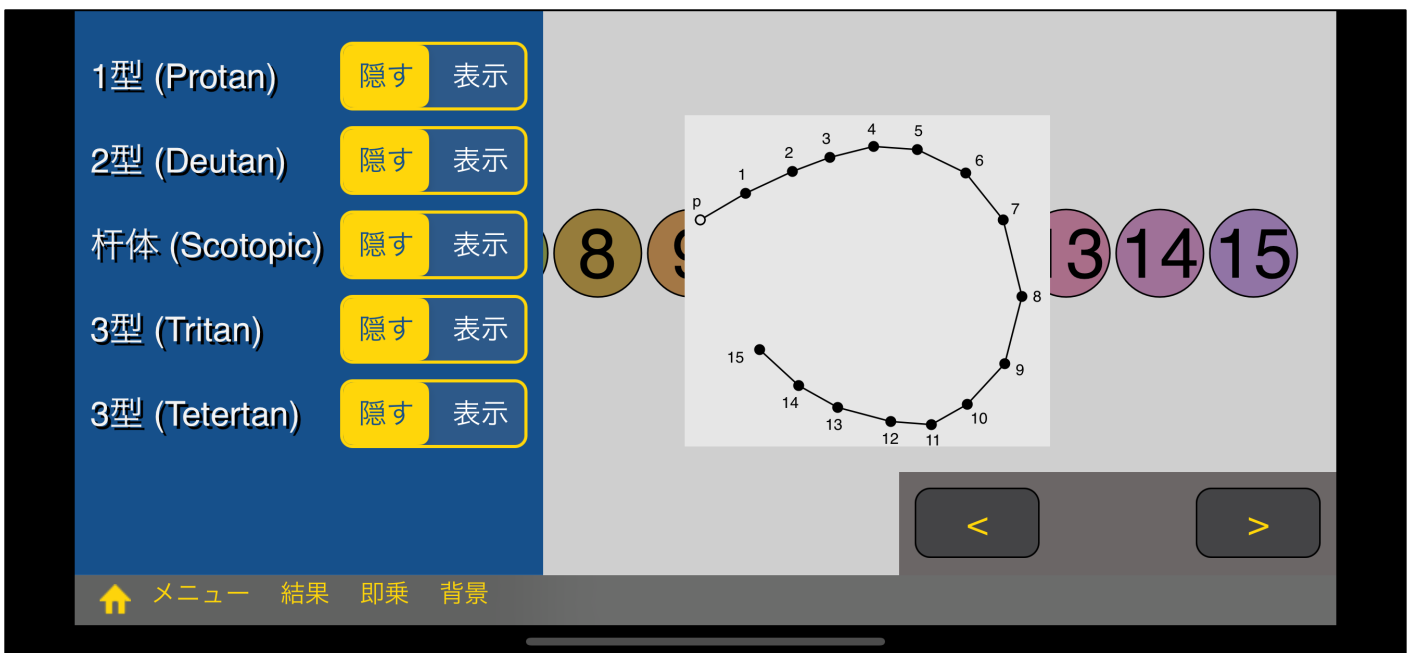 1型 (Protan) 隠す 表示
2型 (Deutan) 隠す 表示
杆体 (Scotopic) 隠す 表示
3型 (Tritan) 隠す 表示
3型 (Tetertan) 隠す 表示
8 9 13 14 15
p 1 2 3 4 5 6 7 8 9 10 11 12 13 14 15
< >
メニュー 結果 即乗 背景